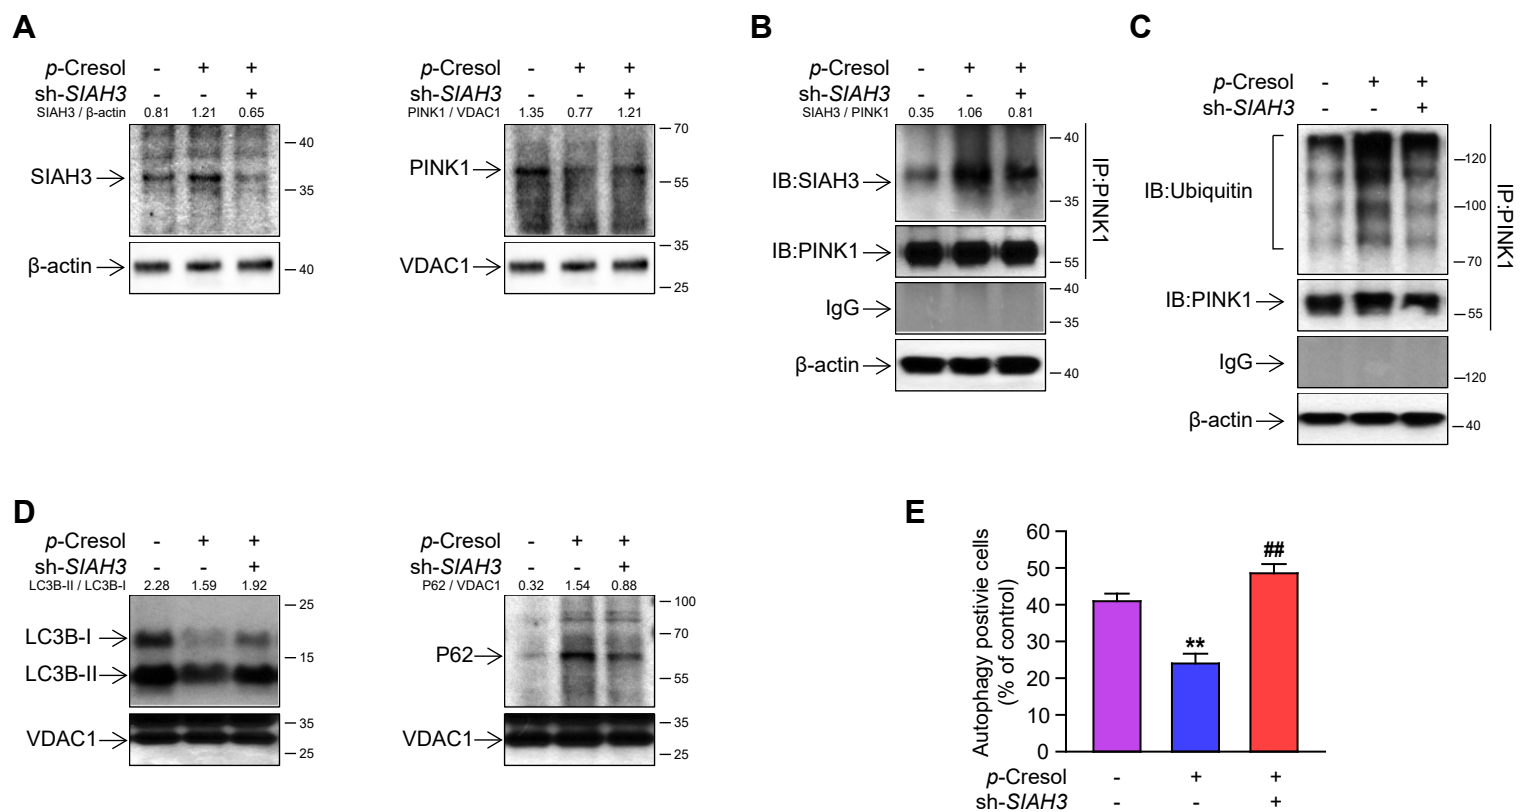 A
p-Cresol - + +
sh-SIAH3 - - +
SIAH3 / β-actin 0.81 1.21 0.65
SIAH3
40
35
β-actin
40
p-Cresol - + +
sh-SIAH3 - - +
PINK1 / VDAC1 1.35 0.77 1.21
70
PINK1
55
35
VDAC1
25
B
p-Cresol - + +
sh-SIAH3 - - +
SIAH3 / PINK1 0.35 1.06 0.81
40
IB:SIAH3
35
IB:PINK1
55
IP:PINK1
40
IgG
35
β-actin
40
C
p-Cresol - + +
sh-SIAH3 - - +
120
IB:Ubiquitin
100
70
IB:PINK1
55
IP:PINK1
IgG
120
β-actin
40
D
p-Cresol - + +
sh-SIAH3 - - +
LC3B-II / LC3B-I 2.28 1.59 1.92
25
LC3B-I
15
LC3B-II
35
VDAC1
25
p-Cresol - + +
sh-SIAH3 - - +
P62 / VDAC1 0.32 1.54 0.88
100
70
P62
55
35
VDAC1
25
E
Autophagy postivie cells
(% of control)
60
50
40
30
20
10
0
**
##
p-Cresol - + +
sh-SIAH3 - - +